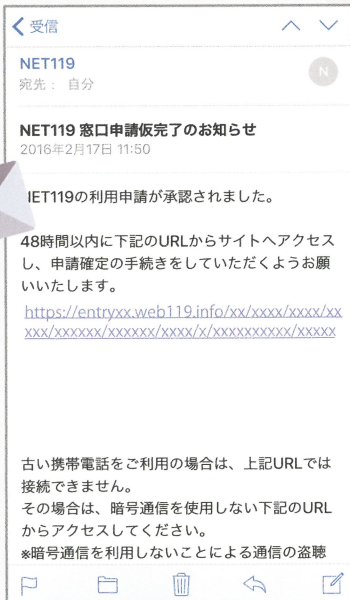 受信
NET119
宛先： 自分
N
NET119 窓口申請仮完了のお知らせ
2016年2月17日 11:50
IET119の利用申請が承認されました。
48時間以内に下記のURLからサイトへアクセス
し、申請確定の手続きをしていただくようお願
いいたします。
https://entryxx.web119.info/xx/xxxx/xxxx/xx
xxx/xxxxxx/xxxxxx/xxxx/x/xxxxxxxxxx/xxxxx
古い携帯電話をご利用の場合は、上記URLでは
接続できません。
その場合は、暗号通信を使用しない下記のURL
からアクセスしてください。
※暗号通信を利用しないことによる通信の盗聴